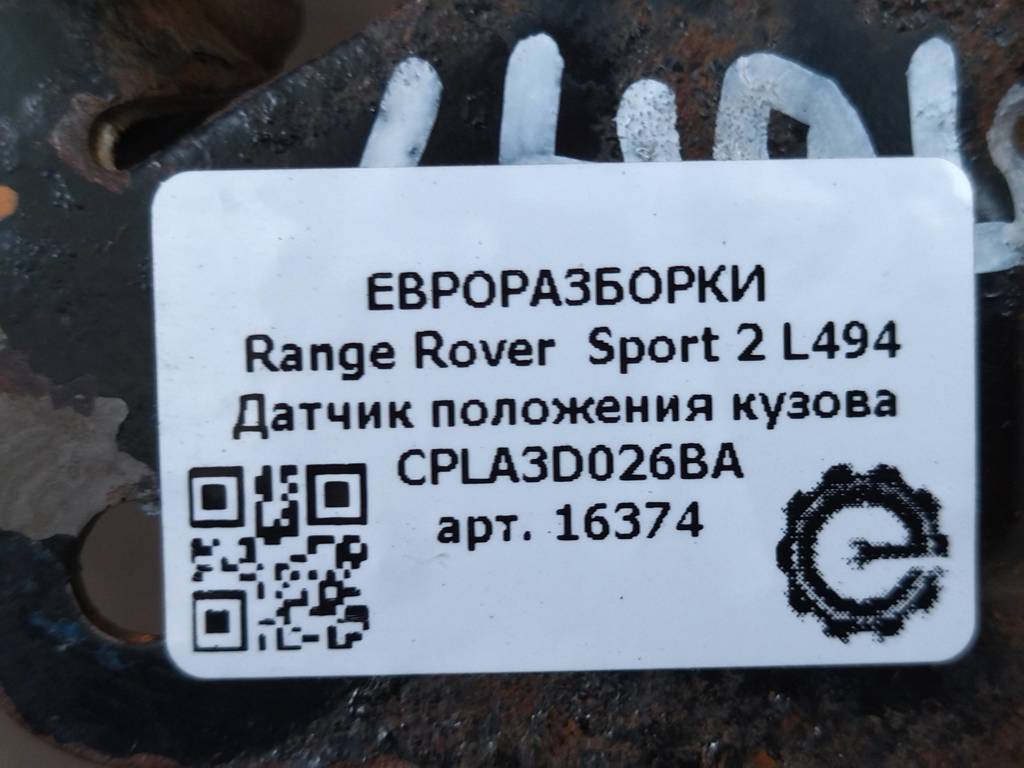 ЕВРОРАЗБОРКИ
Range Rover Sport 2 L494
Датчик положения кузова
CPLA3D026BA
арт. 16374